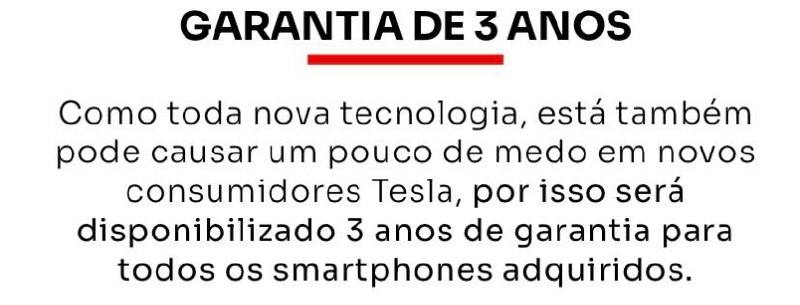 GARANTIA DE 3 ANOS
Como toda nova tecnologia, está também
pode causar um pouco de medo em novos
consumidores Tesla, por isso será
disponibilizado 3 anos de garantia para
todos os smartphones adquiridos.